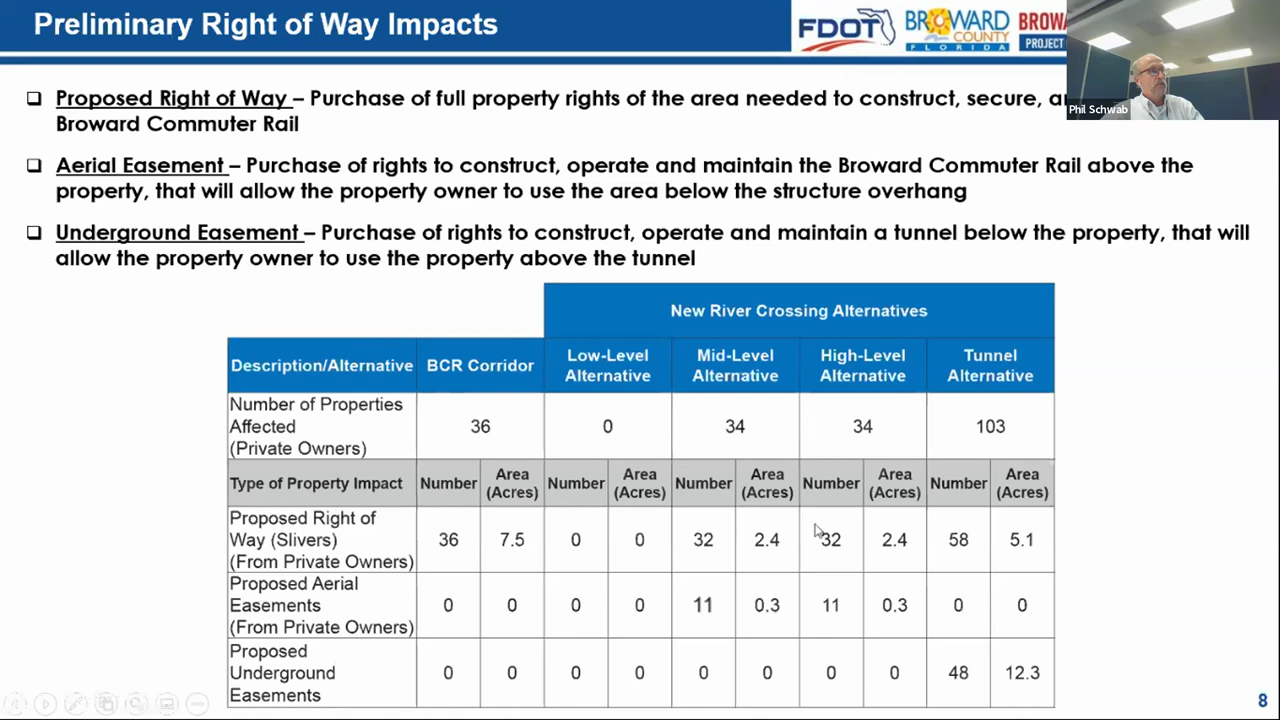 Preliminary Right of Way Impacts
FDOT
BROWARD
COUNTY
FLORIDA
PROJECT
Phil Schwab
❑ Proposed Right of Way – Purchase of full property rights of the area needed to construct, secure,
Broward Commuter Rail
❑ Aerial Easement – Purchase of rights to construct, operate and maintain the Broward Commuter Rail above the
property, that will allow the property owner to use the area below the structure overhang
❑ Underground Easement – Purchase of rights to construct, operate and maintain a tunnel below the property, that will
allow the property owner to use the property above the tunnel
New River Crossing Alternatives
Description/Alternative BCR Corridor Low-Level Alternative Mid-Level Alternative High-Level Alternative Tunnel Alternative
Number of Properties
Affected
(Private Owners) 36 0 34 34 103
Type of Property Impact Number Area (Acres) Number Area (Acres) Number Area (Acres) Number Area (Acres) Number Area (Acres)
Proposed Right of
Way (Slivers)
(From Private Owners) 36 7.5 0 0 32 2.4 32 2.4 58 5.1
Proposed Aerial
Easements
(From Private Owners) 0 0 0 0 11 0.3 11 0.3 0 0
Proposed
Underground
Easements 0 0 0 0 0 0 0 0 48 12.3
8